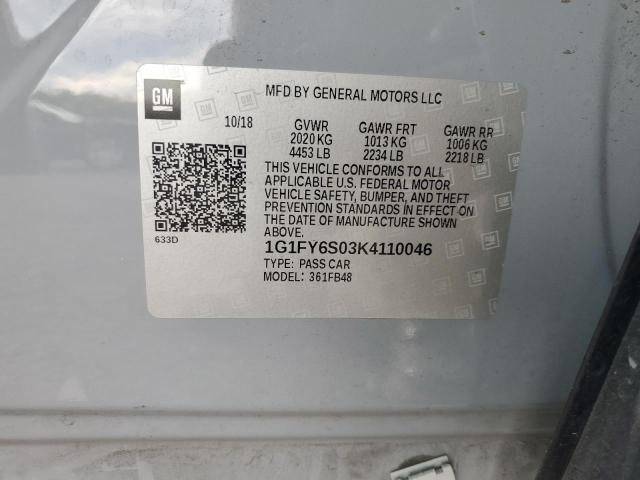 GM
MFD BY GENERAL MOTORS LLC
10/18
GVWR GAWR FRT GAWR RR
2020 KG 1013 KG 1006 KG
4453 LB 2234 LB 2218 LB
THIS VEHICLE CONFORMS TO ALL
APPLICABLE U.S. FEDERAL MOTOR
VEHICLE SAFETY, BUMPER, AND THEFT
PREVENTION STANDARDS IN EFFECT ON
THE DATE OF MANUFACTURE SHOWN
ABOVE.
633D
1G1FY6S03K4110046
TYPE: PASS CAR
MODEL: 361FB48